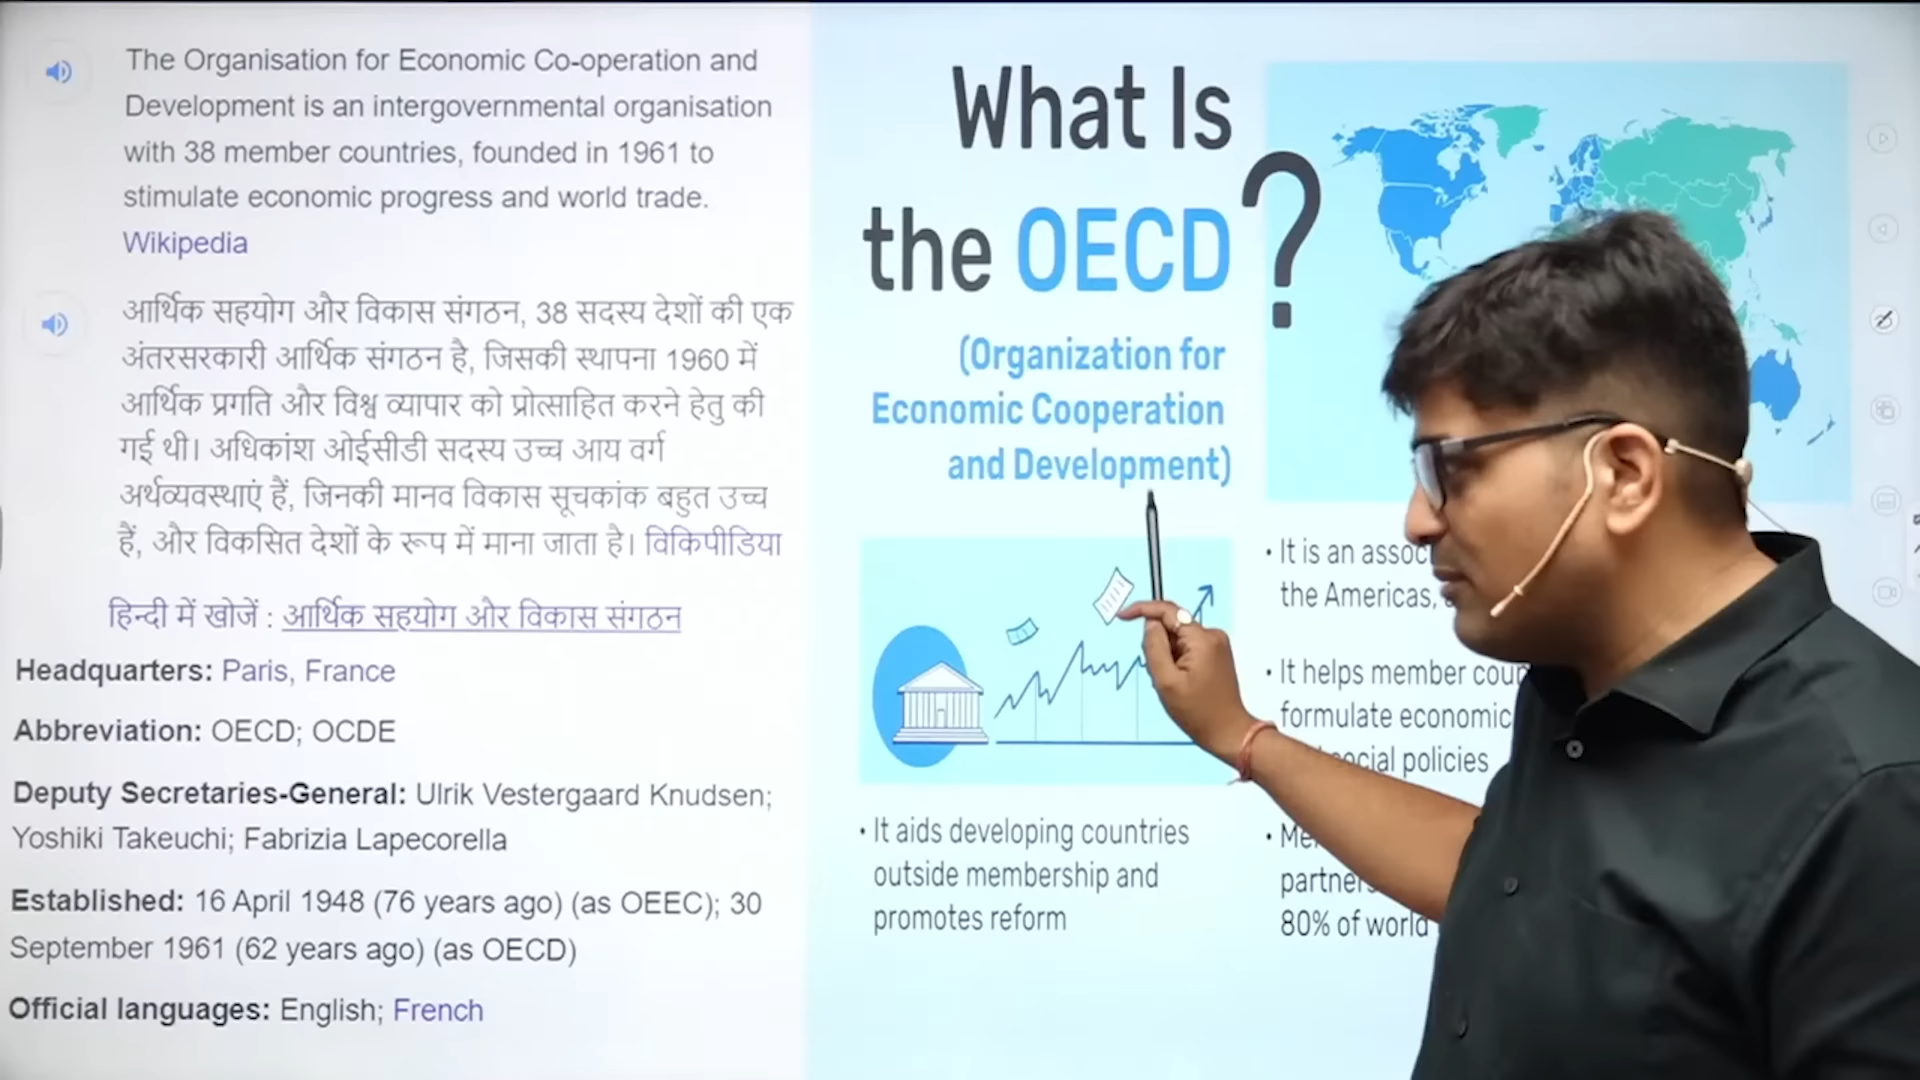 The Organisation for Economic Co-operation and
Development is an intergovernmental organisation
with 38 member countries, founded in 1961 to
stimulate economic progress and world trade.
Wikipedia
आर्थिक सहयोग और विकास संगठन, 38 सदस्य देशों की एक
अंतरसरकारी आर्थिक संगठन है, जिसकी स्थापना 1960 में
आर्थिक प्रगति और विश्व व्यापार को प्रोत्साहित करने हेतु की
गई थी। अधिकांश ओईसीडी सदस्य उच्च आय वर्ग
अर्थव्यवस्थाएं हैं, जिनकी मानव विकास सूचकांक बहुत उच्च
हैं, और विकसित देशों के रूप में माना जाता है। विकिपीडिया
हिन्दी में खोजें : आर्थिक सहयोग और विकास संगठन
Headquarters: Paris, France
Abbreviation: OECD; OCDE
Deputy Secretaries-General: Ulrik Vestergaard Knudsen;
Yoshiki Takeuchi; Fabrizia Lapecorella
Established: 16 April 1948 (76 years ago) (as OEEC); 30
September 1961 (62 years ago) (as OECD)
Official languages: English; French
What Is
the OECD?
(Organization for
Economic Cooperation
and Development)
• It aids developing countries
outside membership and
promotes reform
• It is an
the Americas,
• It helps member
formulate economic
social policies
80% of world